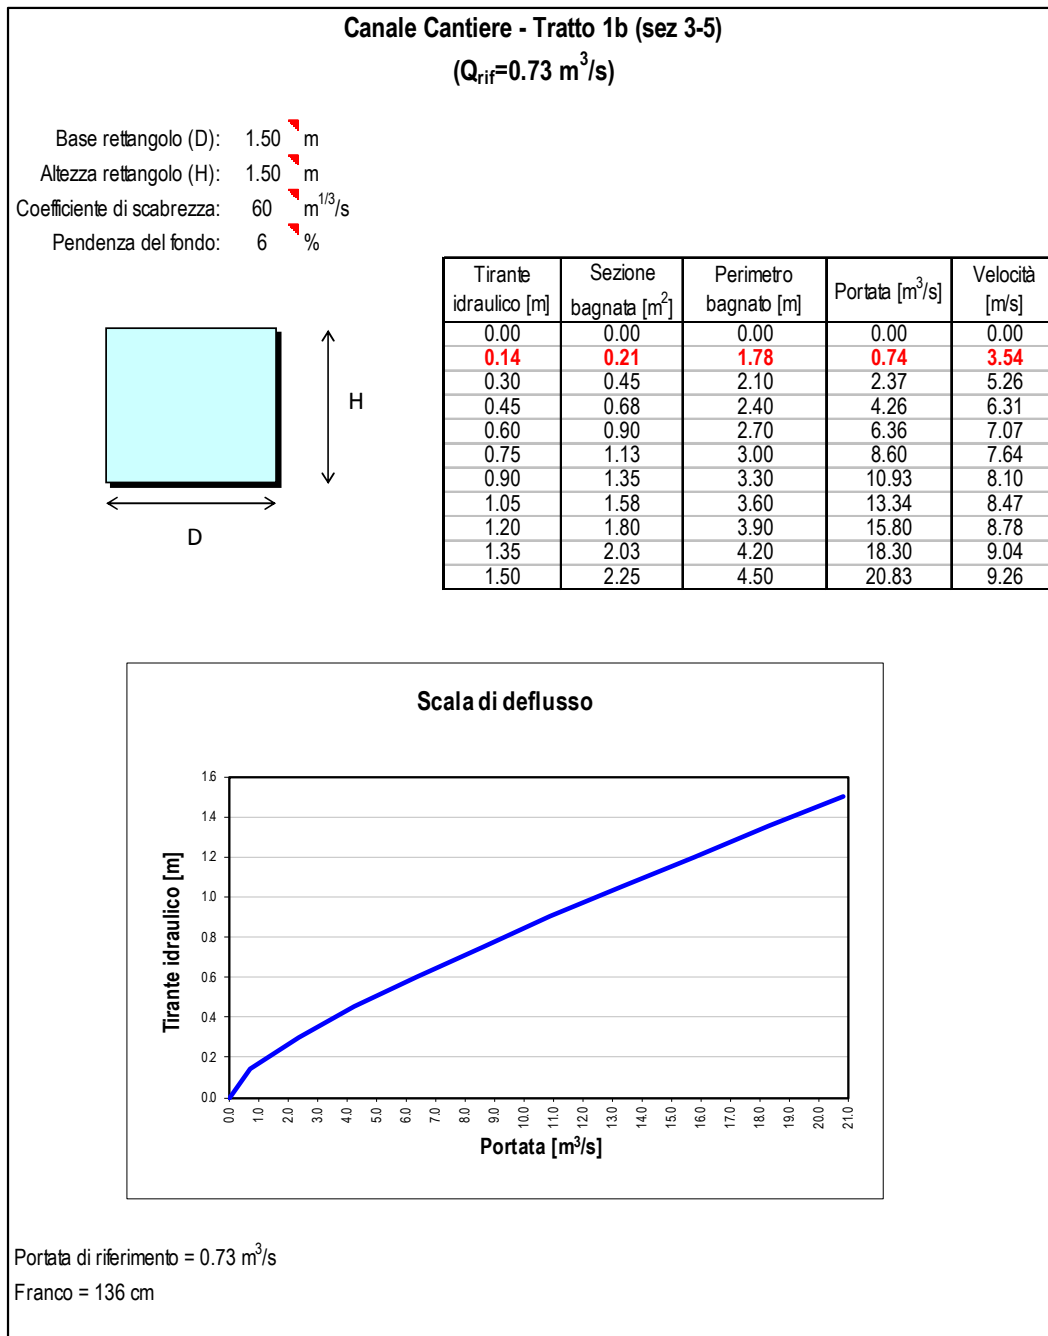 Canale Cantiere - Tratto 1b (sez 3-5)
(Qrif=0.73 m³/s)
Base rettangolo (D): 1.50 m
Altezza rettangolo (H): 1.50 m
Coefficiente di scabrezza: 60 m^1/3/s
Pendenza del fondo: 6 %
H
D
Tirante idraulico [m] Sezione bagnata [m²] Perimetro bagnato [m] Portata [m³/s] Velocità [m/s]
0.00 0.00 0.00 0.00 0.00
0.14 0.21 1.78 0.74 3.54
0.30 0.45 2.10 2.37 5.26
0.45 0.68 2.40 4.26 6.31
0.60 0.90 2.70 6.36 7.07
0.75 1.13 3.00 8.60 7.64
0.90 1.35 3.30 10.93 8.10
1.05 1.58 3.60 13.34 8.47
1.20 1.80 3.90 15.80 8.78
1.35 2.03 4.20 18.30 9.04
1.50 2.25 4.50 20.83 9.26
Scala di deflusso
Tirante idraulico [m]
1.6
1.4
1.2
1.0
0.8
0.6
0.4
0.2
0.0
0.0 1.0 2.0 3.0 4.0 5.0 6.0 7.0 8.0 9.0 10.0 11.0 12.0 13.0 14.0 15.0 16.0 17.0 18.0 19.0 20.0 21.0
Portata [m³/s]
Portata di riferimento = 0.73 m³/s
Franco = 136 cm